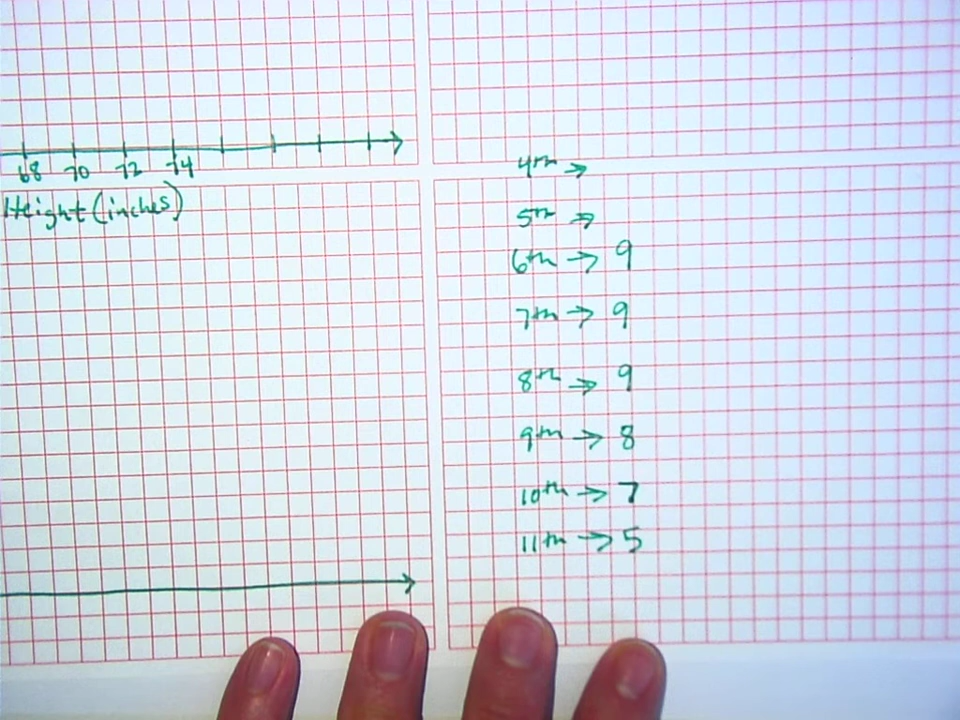 68 70 72 74
Height (inches)
4th →
5th →
6th → 9
7th → 9
8th → 9
9th → 8
10th → 7
11th → 5